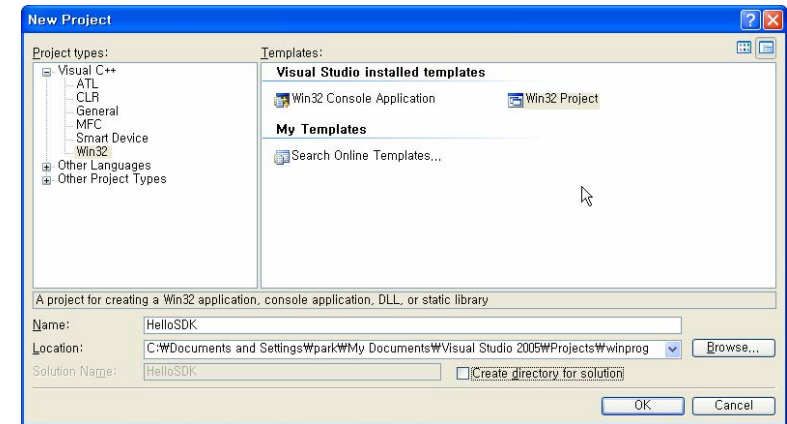 New Project
Project types:
Templates:
Visual C++
ATL
CLR
General
MFC
Smart Device
Win32
Other Languages
Other Project Types
Visual Studio installed templates
Win32 Console Application
Win32 Project
My Templates
Search Online Templates...
A project for creating a Win32 application, console application, DLL, or static library
Name:
HelloSDK
Location:
C:₩Documents and Settings₩park₩My Documents₩Visual Studio 2005₩Projects₩winprog
Browse...
Solution Name:
HelloSDK
Create directory for solution
OK
Cancel